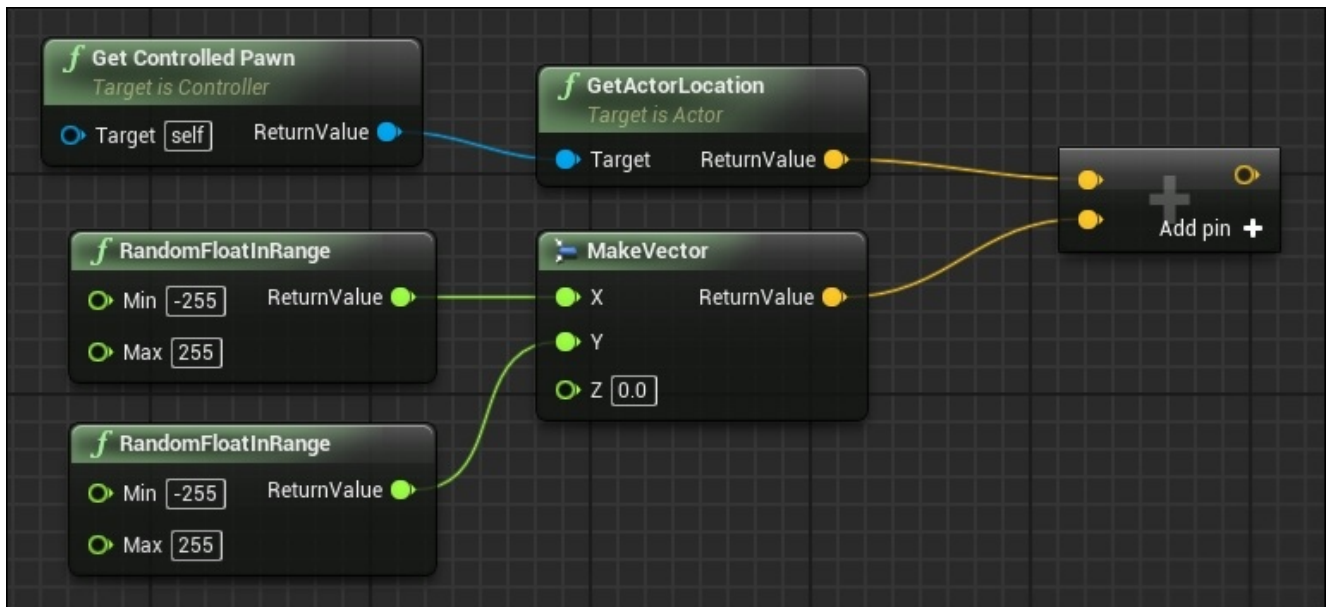 f Get Controlled Pawn
Target is Controller
Target self ReturnValue
f GetActorLocation
Target is Actor
Target ReturnValue
Add pin +
f RandomFloatInRange
Min -255 ReturnValue
Max 255
MakeVector
X ReturnValue
Y
Z 0.0
f RandomFloatInRange
Min -255 ReturnValue
Max 255